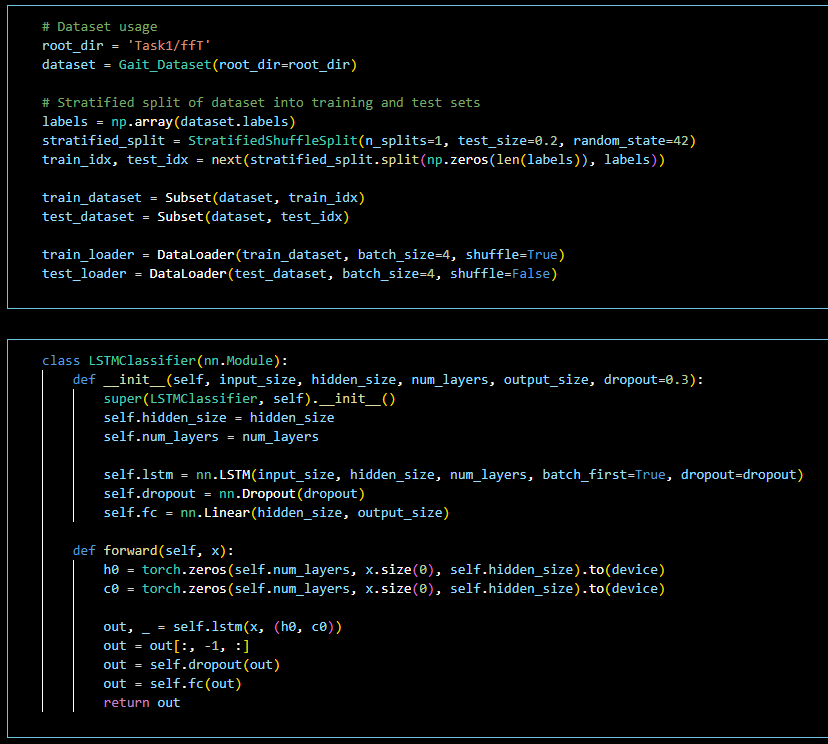 # Dataset usage
root_dir = 'Task1/ffT'
dataset = Gait_Dataset(root_dir=root_dir)
# Stratified split of dataset into training and test sets
labels = np.array(dataset.labels)
stratified_split = StratifiedShuffleSplit(n_splits=1, test_size=0.2, random_state=42)
train_idx, test_idx = next(stratified_split.split(np.zeros(len(labels)), labels))
train_dataset = Subset(dataset, train_idx)
test_dataset = Subset(dataset, test_idx)
train_loader = DataLoader(train_dataset, batch_size=4, shuffle=True)
test_loader = DataLoader(test_dataset, batch_size=4, shuffle=False)
class LSTMClassifier(nn.Module):
    def __init__(self, input_size, hidden_size, num_layers, output_size, dropout=0.3):
        super(LSTMClassifier, self).__init__()
        self.hidden_size = hidden_size
        self.num_layers = num_layers
        self.lstm = nn.LSTM(input_size, hidden_size, num_layers, batch_first=True, dropout=dropout)
        self.dropout = nn.Dropout(dropout)
        self.fc = nn.Linear(hidden_size, output_size)
    def forward(self, x):
        h0 = torch.zeros(self.num_layers, x.size(0), self.hidden_size).to(device)
        c0 = torch.zeros(self.num_layers, x.size(0), self.hidden_size).to(device)
        out, _ = self.lstm(x, (h0, c0))
        out = out[:, -1, :]
        out = self.dropout(out)
        out = self.fc(out)
        return out